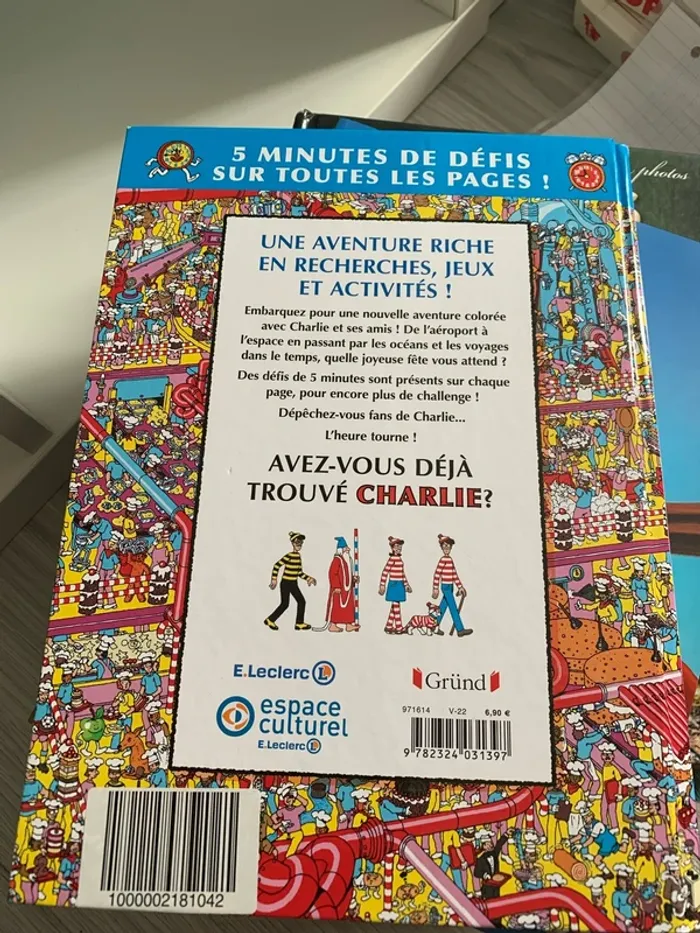 5 MINUTES DE DÉFIS
SUR TOUTES LES PAGES !
photos
UNE AVENTURE RICHE
EN RECHERCHES, JEUX
ET ACTIVITÉS !
Embarquez pour une nouvelle aventure colorée
avec Charlie et ses amis ! De l'aéroport à
l'espace en passant par les océans et les voyages
dans le temps, quelle joyeuse fête vous attend ?
Des défis de 5 minutes sont présents sur chaque
page, pour encore plus de challenge !
Dépêchez-vous fans de Charlie...
L'heure tourne !
AVEZ-VOUS DÉJÀ
TROUVÉ CHARLIE?
E.Leclerc L
Gründ
espace
culturel
E.Leclerc L
971614 V-22 6,90 €
9 782324 031397
1000002181042